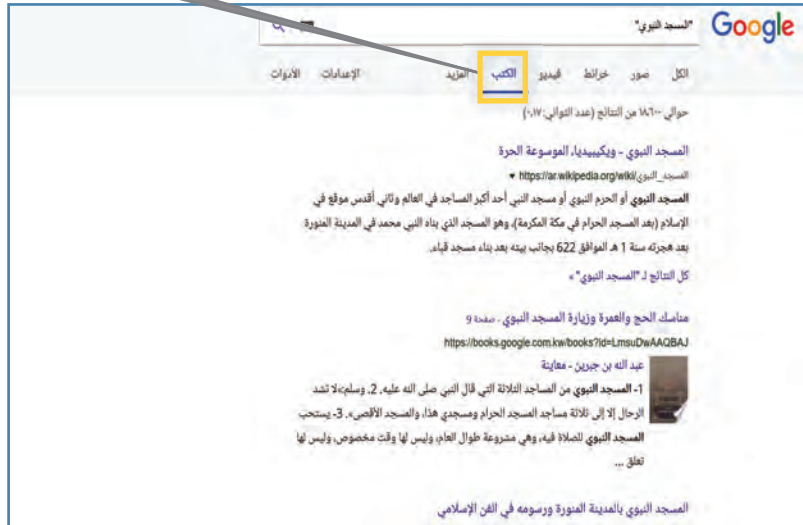 Google
"المسجد النبوي"
الكل صور خرائط فيديو الكتب المزيد الإعدادات الأدوات
حوالي ١٨٦٠٠ من النتائج (عدد الثواني: ٠,١٧)
المسجد النبوي - ويكيبيديا، الموسوعة الحرة
https://ar.wikipedia.org/wiki/المسجد_النبوي
المسجد النبوي أو الحرم النبوي أو مسجد النبي أحد أكبر المساجد في العالم وثاني أقدس موقع في
الإسلام (بعد المسجد الحرام في مكة المكرمة)، وهو المسجد الذي بناه النبي محمد في المدينة المنورة
بعد هجرته سنة 1 هـ الموافق 622 بجانب بيته بعد بناء مسجد قباء.
كل النتائج لـ "المسجد النبوي" »
مناسك الحج والعمرة وزيارة المسجد النبوي - صفحة 9
https://books.google.com.kw/books?id=LmsuDwAAQBAJ
عبد الله بن جبرين - معاينة
1- المسجد النبوي من المساجد الثلاثة التي قال النبي صلى الله عليه. 2. وسلم»لا تشد
الرحال إلا إلى ثلاثة مساجد المسجد الحرام ومسجدي هذا، والمسجد الأقصى». 3- يستحب
المسجد النبوي للصلاة فيه، وهي مشروعة طوال العام، وليس لها وقت مخصوص، وليس لها
تعلق ...
المسجد النبوي بالمدينة المنورة ورسومه في الفن الإسلامي